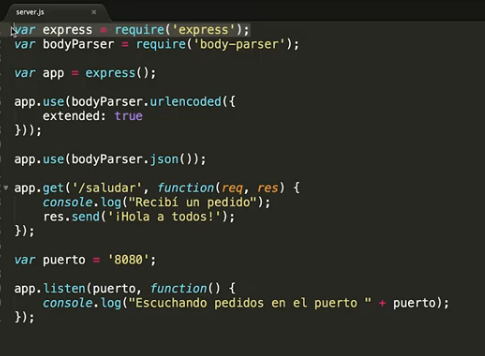 server.js
var express = require('express');
var bodyParser = require('body-parser');
var app = express();
app.use(bodyParser.urlencoded({
extended: true
}));
app.use(bodyParser.json());
app.get('/saludar', function(req, res) {
console.log("Recibí un pedido");
res.send('¡Hola a todos!');
});
var puerto = '8080';
app.listen(puerto, function() {
console.log("Escuchando pedidos en el puerto " + puerto);
});